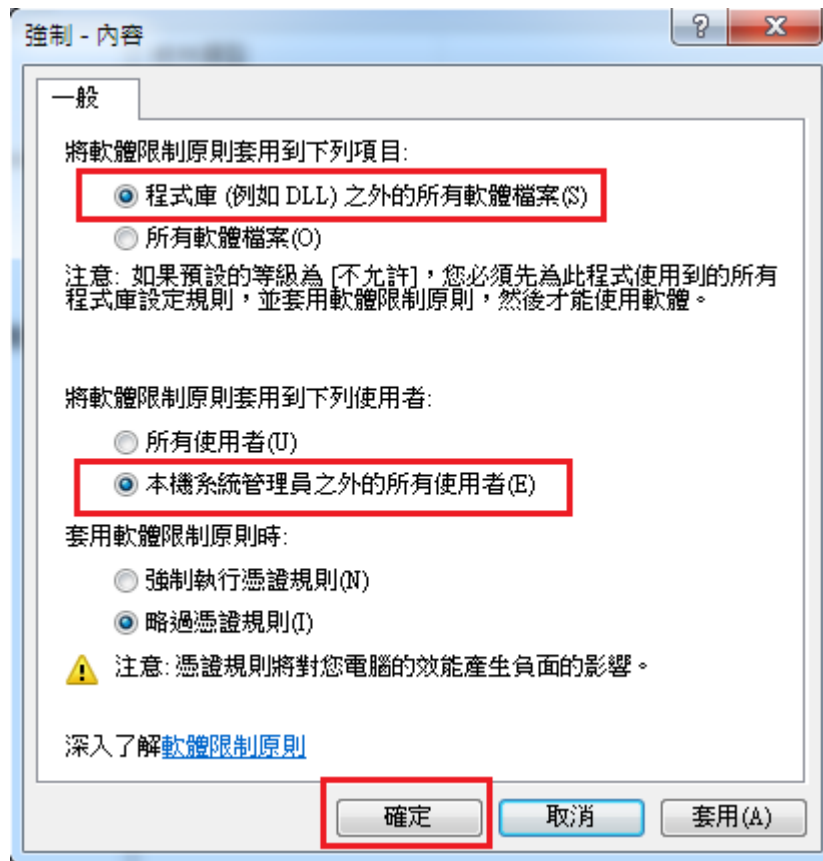 強制 - 內容
一般
將軟體限制原則套用到下列項目:
程式庫 (例如 DLL) 之外的所有軟體檔案(S)
所有軟體檔案(O)
注意: 如果預設的等級為 [不允許]，您必須先為此程式使用到的所有
程式庫設定規則，並套用軟體限制原則，然後才能使用軟體。
將軟體限制原則套用到下列使用者:
所有使用者(U)
本機系統管理員之外的所有使用者(E)
套用軟體限制原則時:
強制執行憑證規則(N)
略過憑證規則(I)
注意: 憑證規則將對您電腦的效能產生負面的影響。
深入了解軟體限制原則
確定 取消 套用(A)